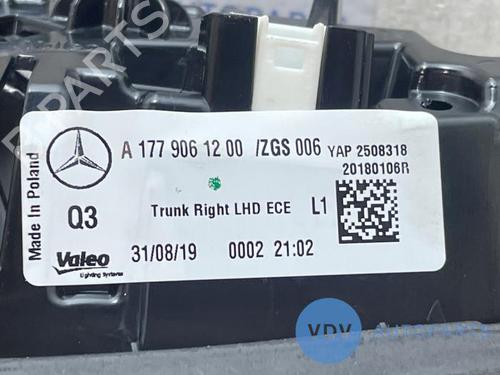 A 177 906 12 00 /ZGS 006 YAP 2508318
20180106R
Made In Poland
Q3
Trunk Right LHD ECE L1
Valeo
Lighting Systems
31/08/19 0002 21:02
VDV
AUTOPARTS